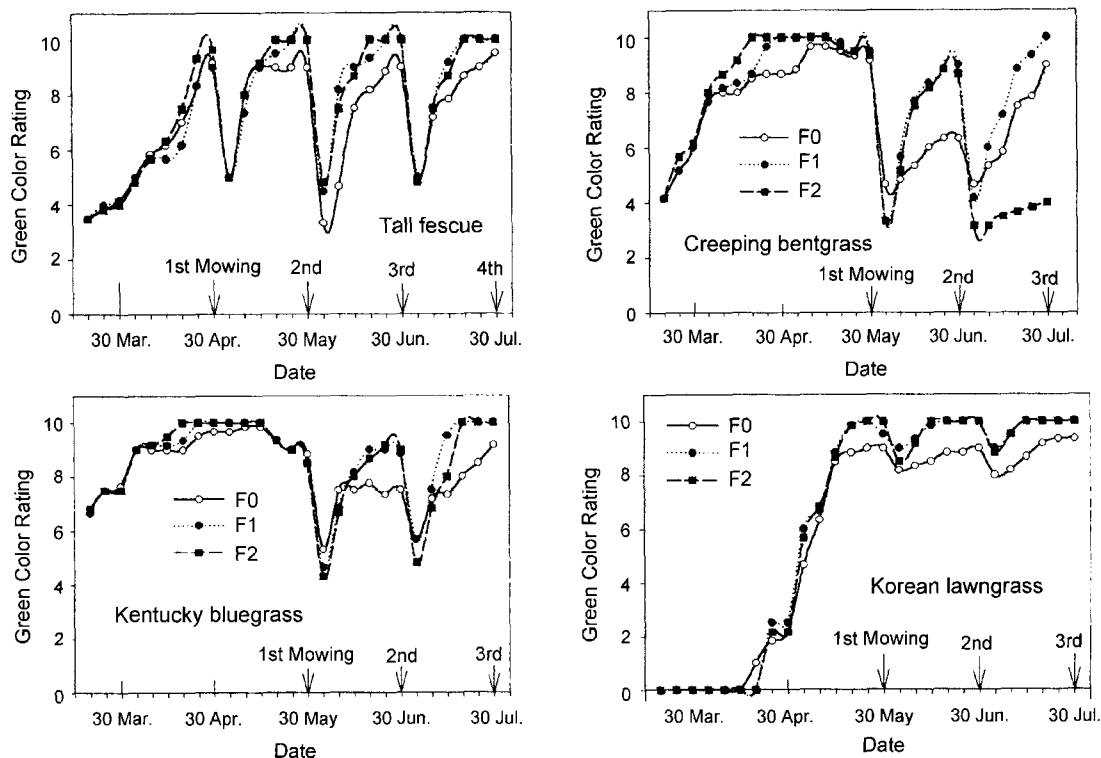 Green Color Rating
10
8
6
4
2
0
Tall fescue
1st Mowing 2nd 3rd 4th
30 Mar. 30 Apr. 30 May 30 Jun. 30 Jul.
Date
Green Color Rating
10
8
6
4
2
0
F0
F1
F2
Creeping bentgrass
1st Mowing 2nd 3rd
30 Mar. 30 Apr. 30 May 30 Jun. 30 Jul.
Date
Green Color Rating
10
8
6
4
2
0
F0
F1
F2
Kentucky bluegrass
1st Mowing 2nd 3rd
30 Mar. 30 Apr. 30 May 30 Jun. 30 Jul.
Date
Green Color Rating
10
8
6
4
2
0
F0
F1
F2
Korean lawngrass
1st Mowing 2nd 3rd
30 Mar. 30 Apr. 30 May 30 Jun. 30 Jul.
Date